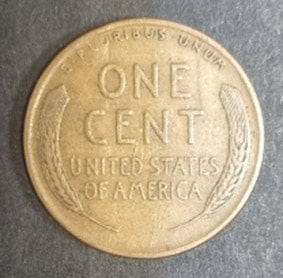 E·PLURIBUS·UNUM
ONE
CENT
UNITED STATES
OF AMERICA